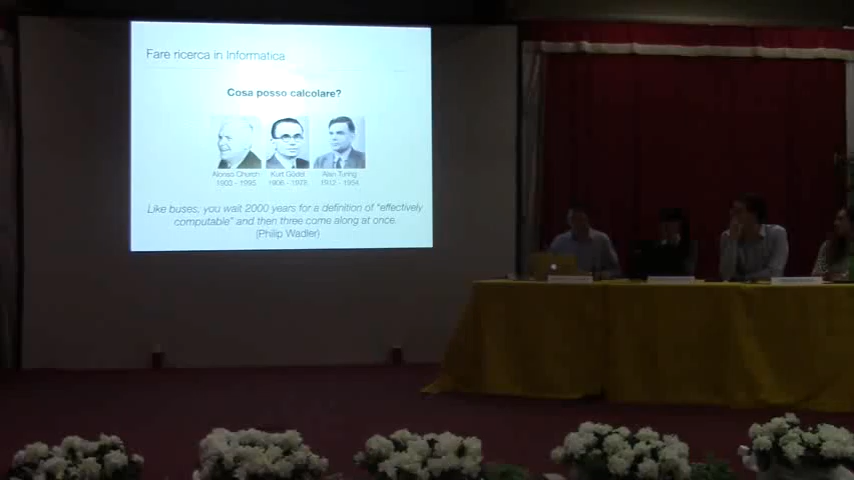 Fare ricerca in Informatica
Cosa posso calcolare?
Alonso Church Kurt Gödel Alan Turing
1903 - 1995 1906 - 1978 1912 - 1954
Like buses; you wait 2000 years for a definition of "effectively
computable" and then three come along at once.
(Philip Wadler)